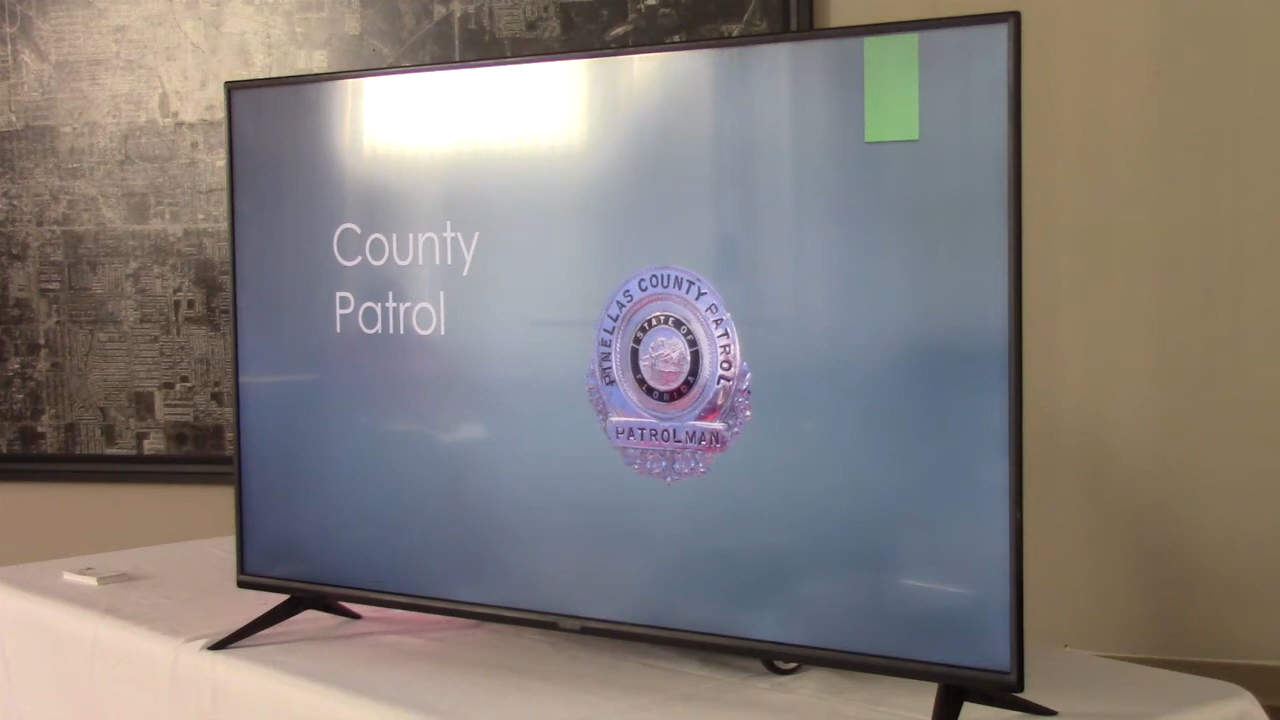 County
Patrol
PINELLAS COUNTY PATROL
STATE OF
FLORIDA
PATROLMAN